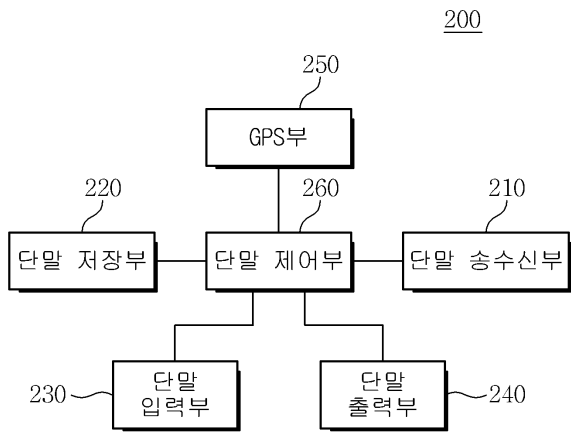 200
250
GPS부
220
260
210
단말 저장부
단말 제어부
단말 송수신부
230
단말
입력부
단말
출력부
240